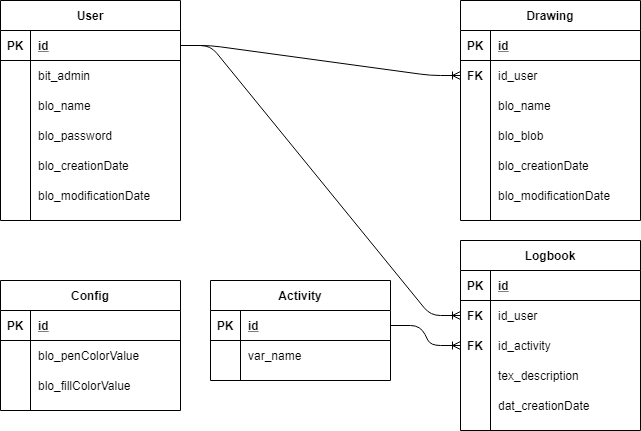 User
PK id
bit_admin
blo_name
blo_password
blo_creationDate
blo_modificationDate
Drawing
PK id
FK id_user
blo_name
blo_blob
blo_creationDate
blo_modificationDate
Config
PK id
blo_penColorValue
blo_fillColorValue
Activity
PK id
var_name
Logbook
PK id
FK id_user
FK id_activity
tex_description
dat_creationDate